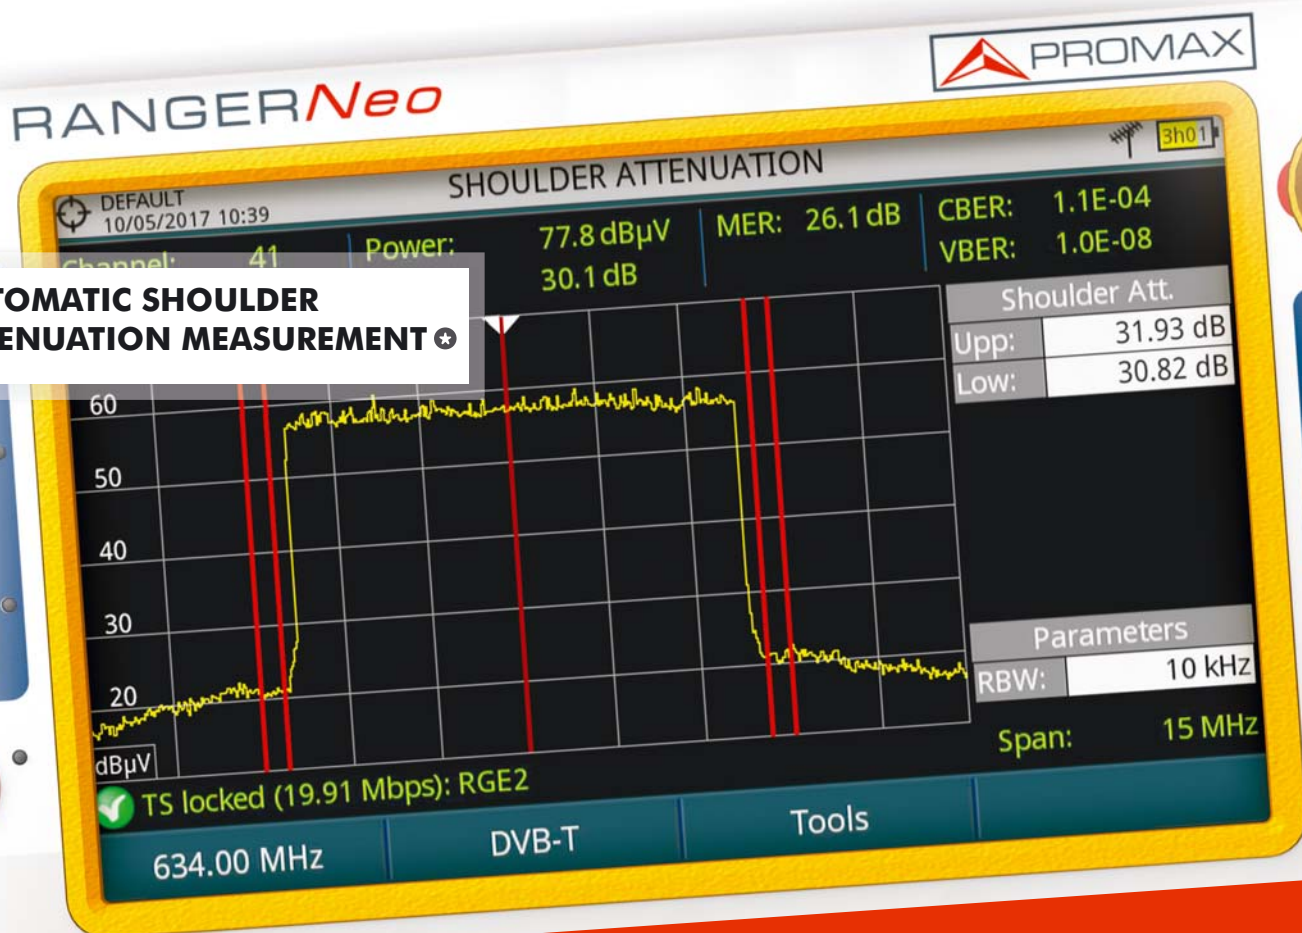 RANGERNeo
PROMAX
DEFAULT
10/05/2017 10:39
SHOULDER ATTENUATION
3h01
Channel: 41
Power: 77.8 dBµV
30.1 dB
MER: 26.1 dB
CBER: 1.1E-04
VBER: 1.0E-08
TOMATIC SHOULDER
ENUATION MEASUREMENT
Shoulder Att.
Upp: 31.93 dB
Low: 30.82 dB
60
50
40
30
20
dBµV
Parameters
RBW: 10 kHz
Span: 15 MHz
TS locked (19.91 Mbps): RGE2
634.00 MHz
DVB-T
Tools